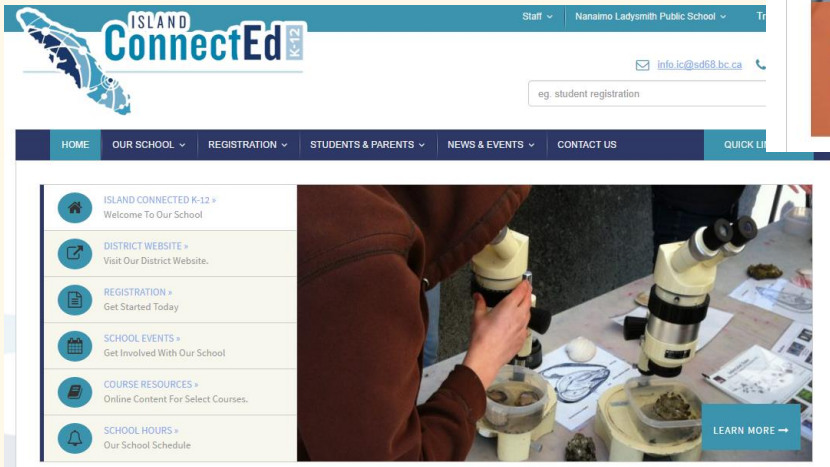 Staff Nanaimo Ladysmith Public School
ISLAND
ConnectEd K-12
info.ic@sd68.bc.ca
eg. student registration
HOME OUR SCHOOL REGISTRATION STUDENTS & PARENTS NEWS & EVENTS CONTACT US QUICK
ISLAND CONNECTED K-12 »
Welcome To Our School
DISTRICT WEBSITE »
Visit Our District Website.
REGISTRATION »
Get Started Today
SCHOOL EVENTS »
Get Involved With Our School
COURSE RESOURCES »
Online Content For Select Courses.
SCHOOL HOURS »
Our School Schedule
LEARN MORE →